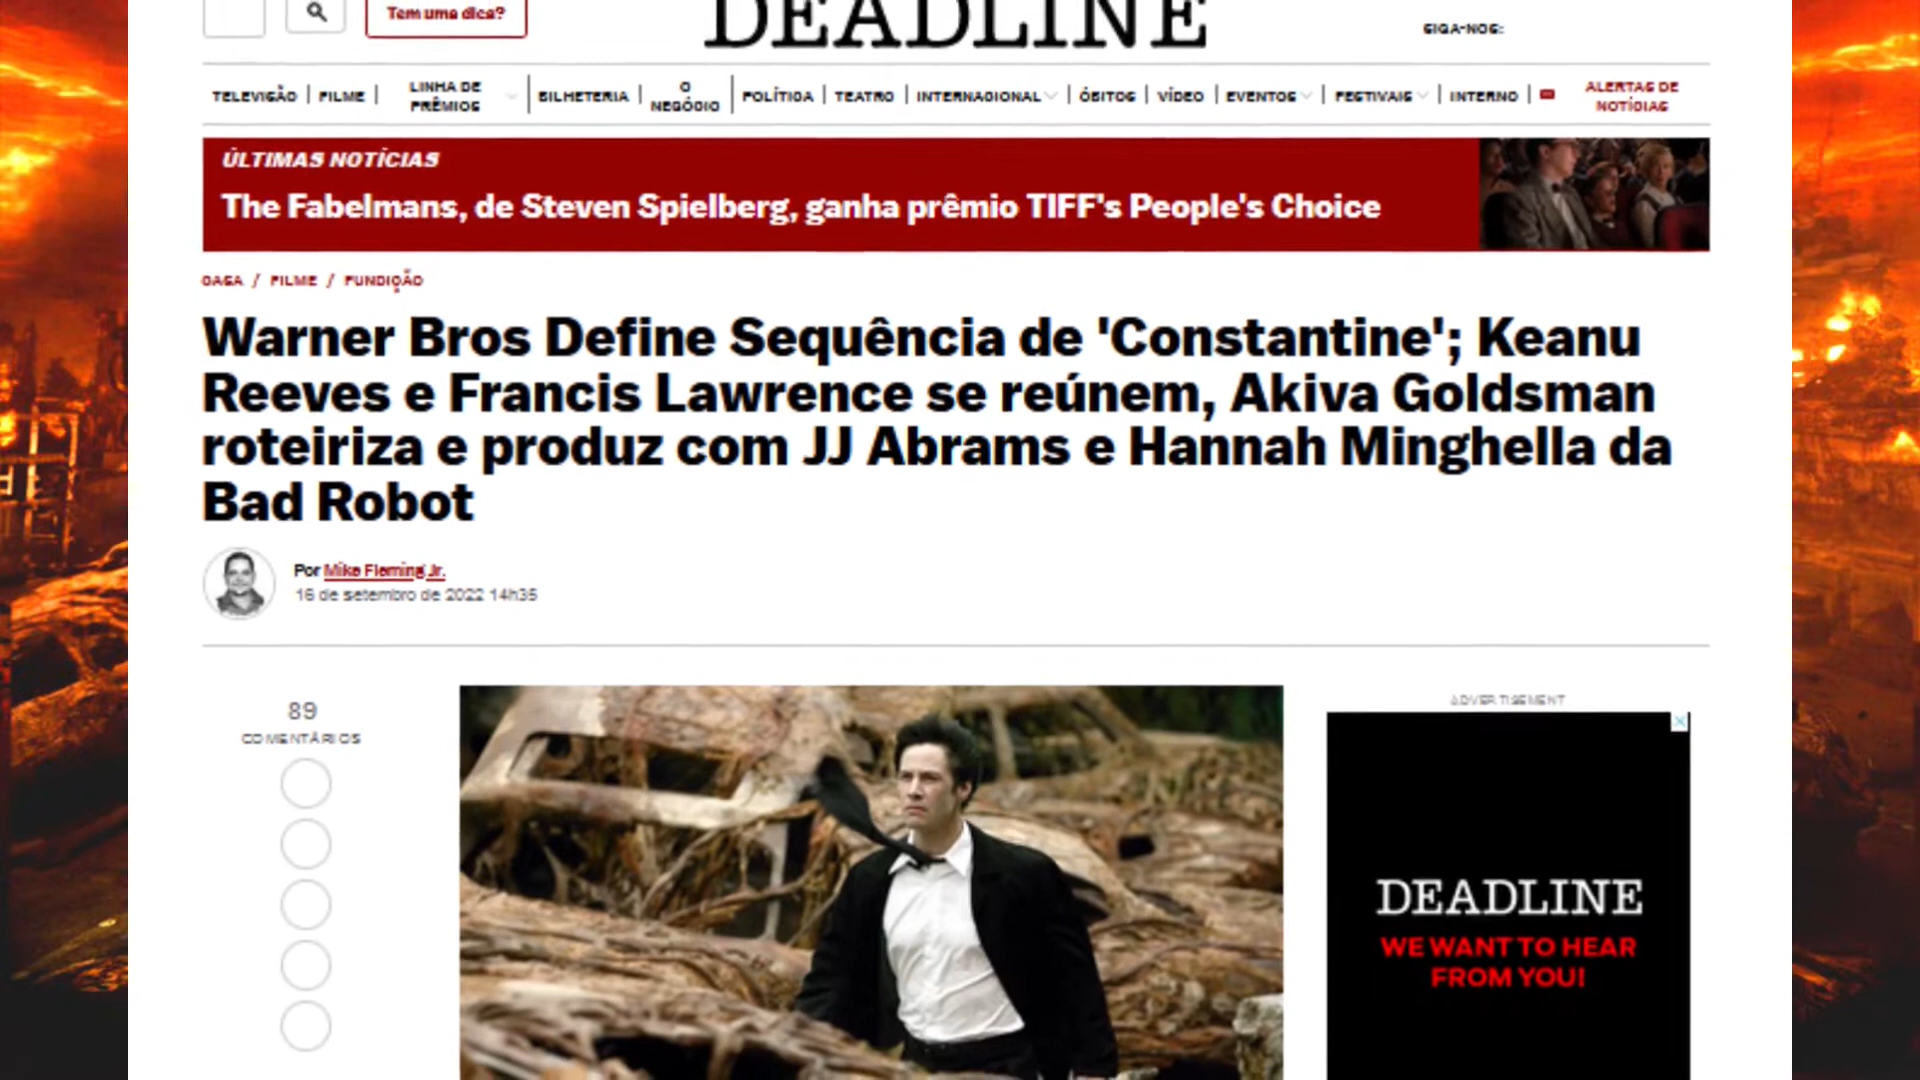 Tem uma dica?
DEADLINE
SIGA-NOS:
TELEVISÃO | FILME | LINHA DE PRÊMIOS | BILHETERIA | O NEGÓCIO | POLÍTICA | TEATRO | INTERNACIONAL | ÓBITOS | VÍDEO | EVENTOS | FESTIVAIS | INTERNO | ALERTAS DE NOTÍCIAS
ÚLTIMAS NOTÍCIAS
The Fabelmans, de Steven Spielberg, ganha prêmio TIFF's People's Choice
CASA / FILME / FUNDIÇÃO
Warner Bros Define Sequência de 'Constantine'; Keanu
Reeves e Francis Lawrence se reúnem, Akiva Goldsman
roteiriza e produz com JJ Abrams e Hannah Minghella da
Bad Robot
Por Mike Fleming Jr.
16 de setembro de 2022 14h35
89
COMENTÁRIOS
ADVERTISEMENT
DEADLINE
WE WANT TO HEAR
FROM YOU!